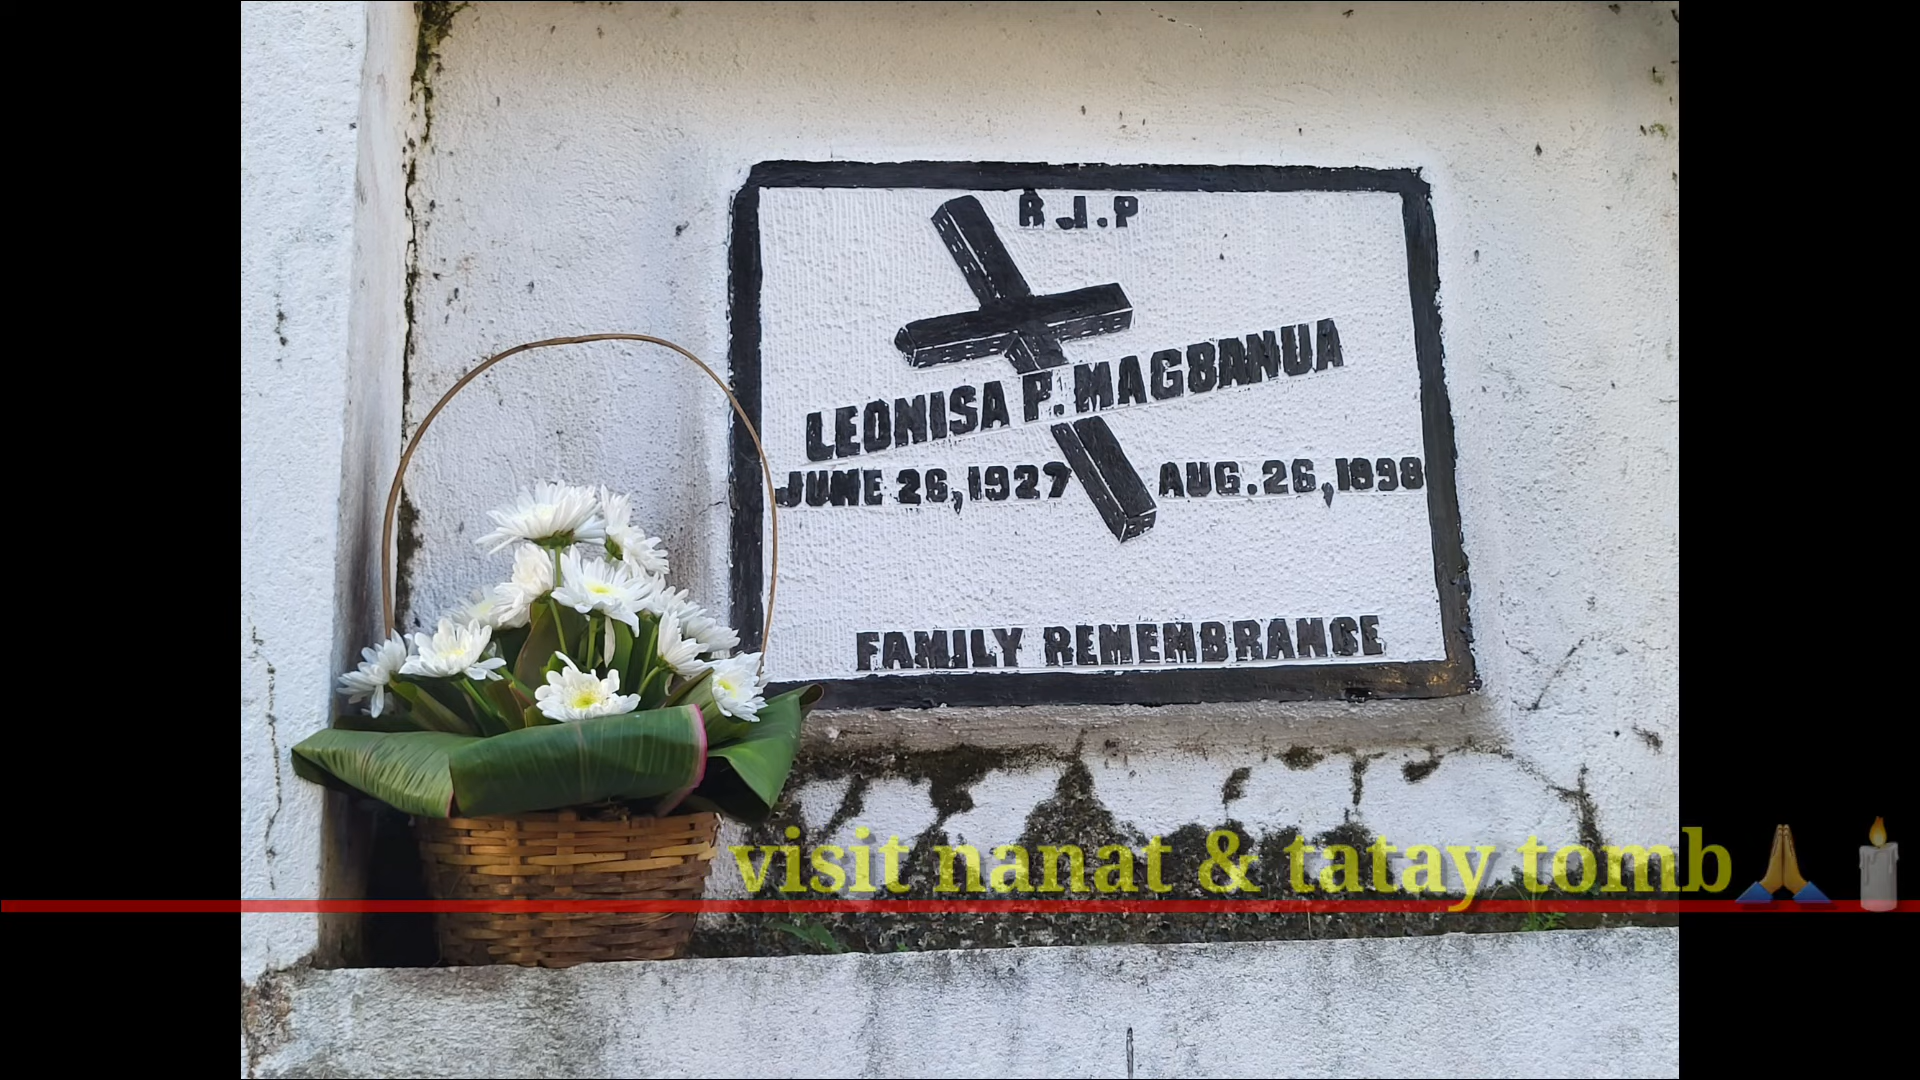 R.I.P
LEONISA P. MAGBANUA
JUNE 26, 1927 AUG. 26, 1998
FAMILY REMEMBRANCE
visit nanat & tatay tomb🙏 🕯️